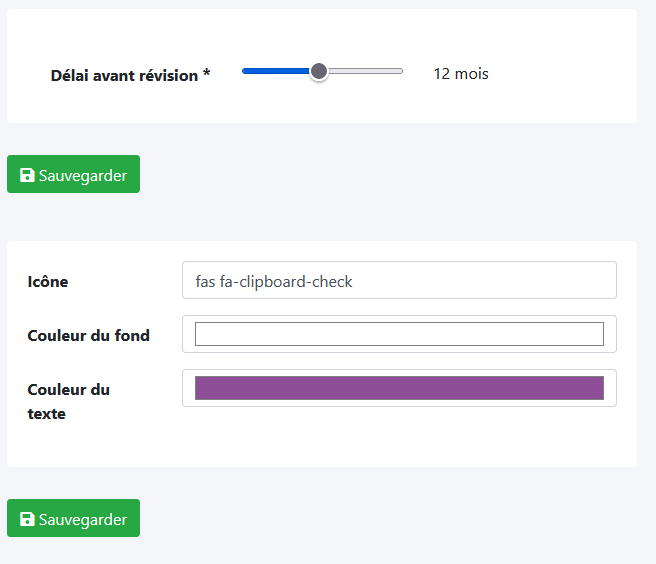 Délai avant révision * 12 mois
Sauvegarder
Icône fas fa-clipboard-check
Couleur du fond
Couleur du
texte
Sauvegarder